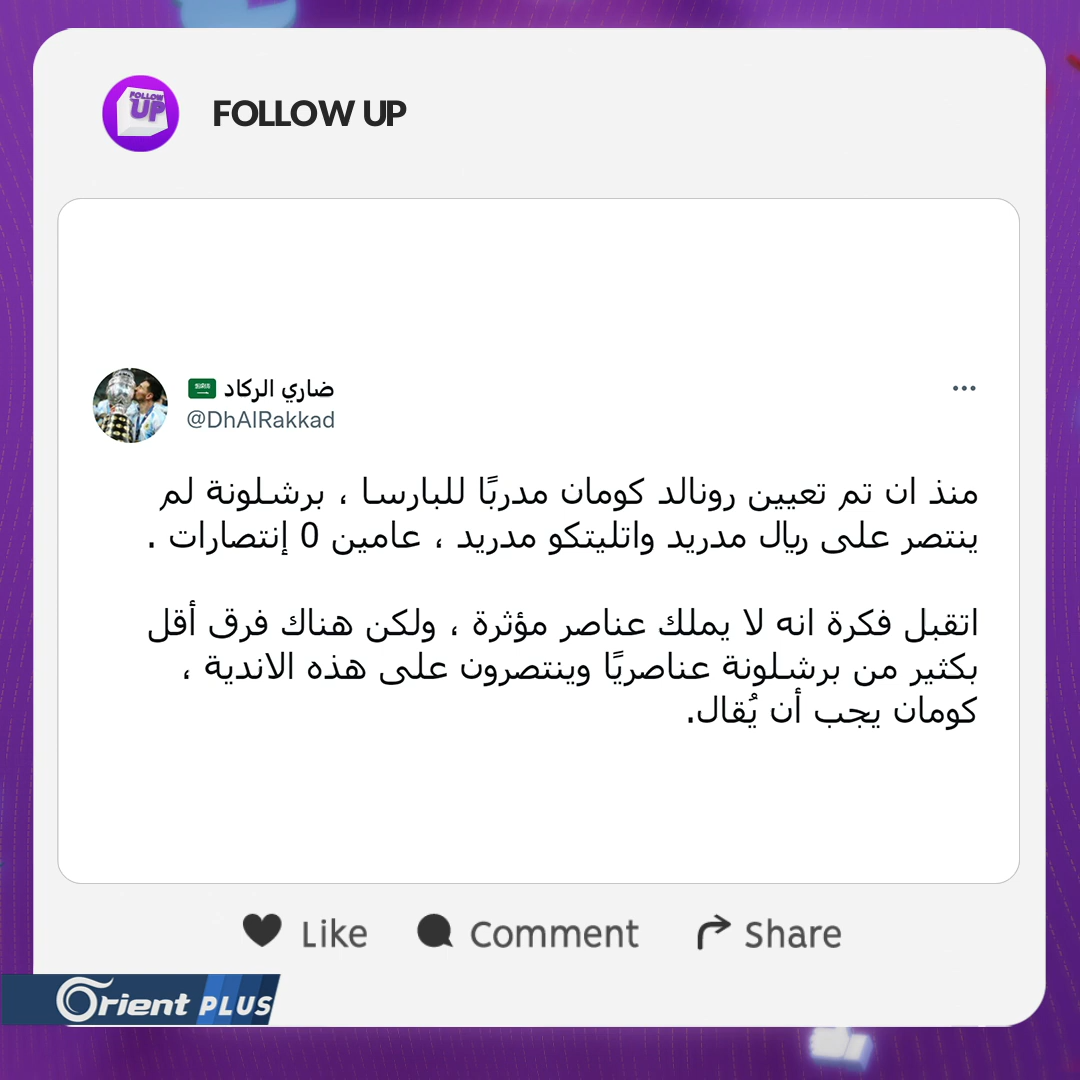 FOLLOW UP
FOLLOW UP
ضاري الركاد
@DhAlRakkad
منذ ان تم تعيين رونالد كومان مدربًا للبارسا ، برشلونة لم
ينتصر على ريال مدريد واتليتكو مدريد ، عامين 0 إنتصارات .
اتقبل فكرة انه لا يملك عناصر مؤثرة ، ولكن هناك فرق أقل
بكثير من برشلونة عناصريًا وينتصرون على هذه الاندية ،
كومان يجب أن يُقال.
Like Comment Share
Orient PLUS